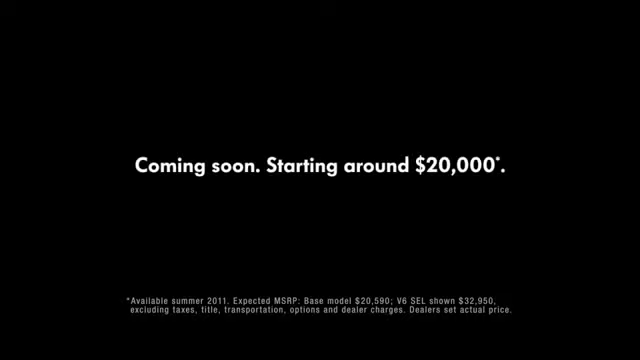 Coming soon. Starting around $20,000*.
*Available summer 2011. Expected MSRP: Base model $20,590; V6 SEL shown $32,950,
excluding taxes, title, transportation, options and dealer charges. Dealers set actual price.